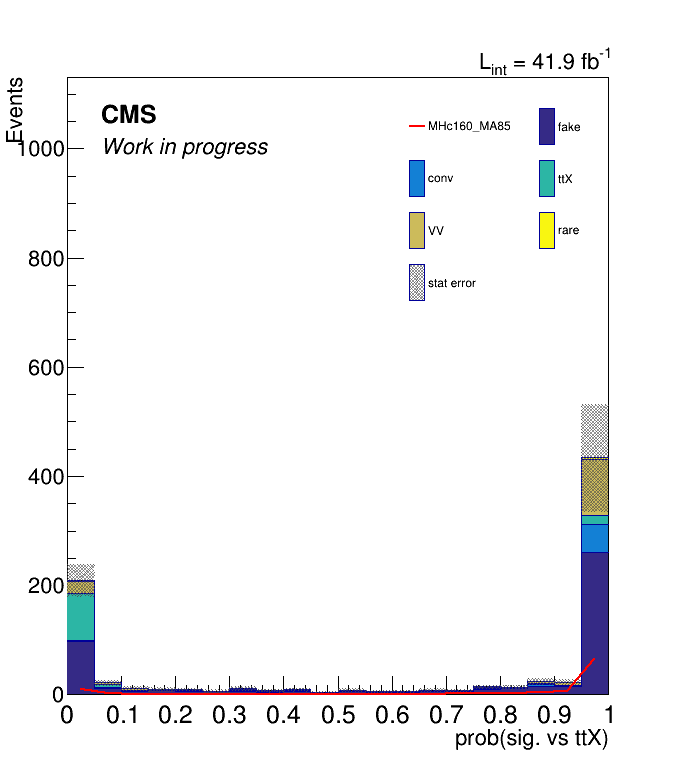 L_int = 41.9 fb^-1
Events
CMS
Work in progress
MHc160_MA85
fake
conv
ttX
VV
rare
stat error
1000
800
600
400
200
0
0 0.1 0.2 0.3 0.4 0.5 0.6 0.7 0.8 0.9 1
prob(sig. vs ttX)